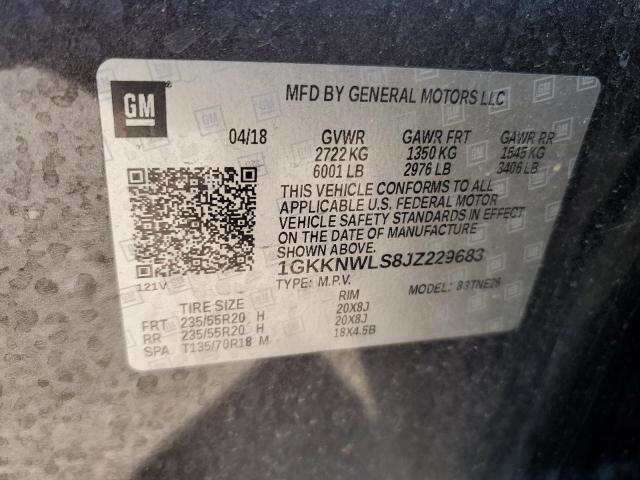 GM
MFD BY GENERAL MOTORS LLC
04/18 GVWR GAWR FRT GAWR RR
2722 KG 1350 KG 1545 KG
6001 LB 2976 LB 3406 LB
THIS VEHICLE CONFORMS TO ALL
APPLICABLE U.S. FEDERAL MOTOR
VEHICLE SAFETY STANDARDS IN EFFECT
ON THE DATE OF MANUFACTURE
SHOWN ABOVE.
1GKKNWLS8JZ229683
121V TYPE: M.P.V. MODEL: 83TNE26
TIRE SIZE RIM
FRT 235/55R20 H 20X8J
RR 235/55R20 H 20X8J
SPA T135/70R18 M 18X4.5B